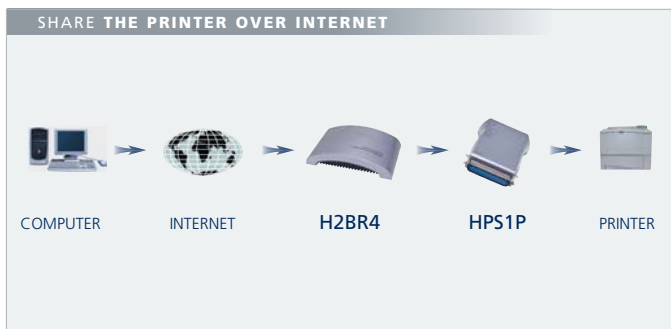 SHARE THE PRINTER OVER INTERNET
COMPUTER INTERNET H2BR4 HPS1P PRINTER